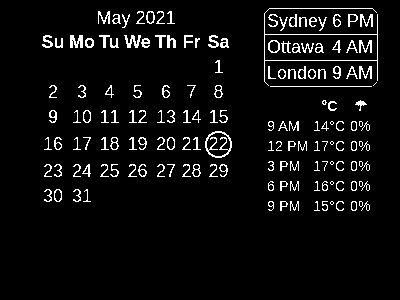 May 2021
Su Mo Tu We Th Fr Sa
1
2 3 4 5 6 7 8
9 10 11 12 13 14 15
16 17 18 19 20 21 22
23 24 25 26 27 28 29
30 31
Sydney 6 PM
Ottawa 4 AM
London 9 AM
°C ☂
9 AM 14°C 0%
12 PM 17°C 0%
3 PM 17°C 0%
6 PM 16°C 0%
9 PM 15°C 0%